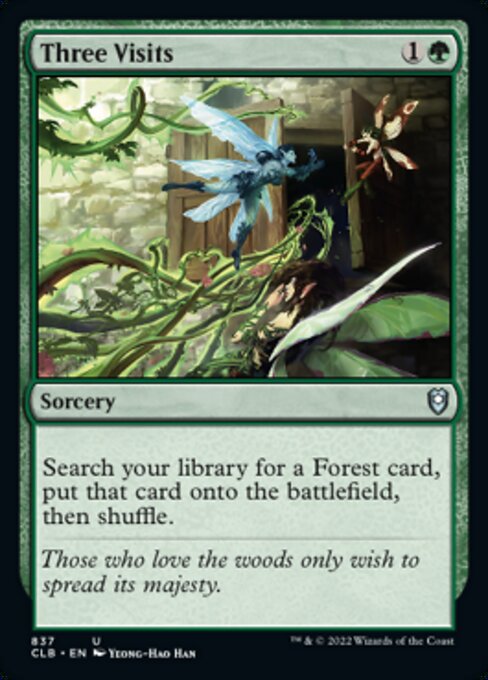 Three Visits 1
Sorcery
Search your library for a Forest card,
put that card onto the battlefield,
then shuffle.
Those who love the woods only wish to
spread its majesty.
837 U
™ & © 2022 Wizards of the Coast
CLB • EN Yeong-Hao Han